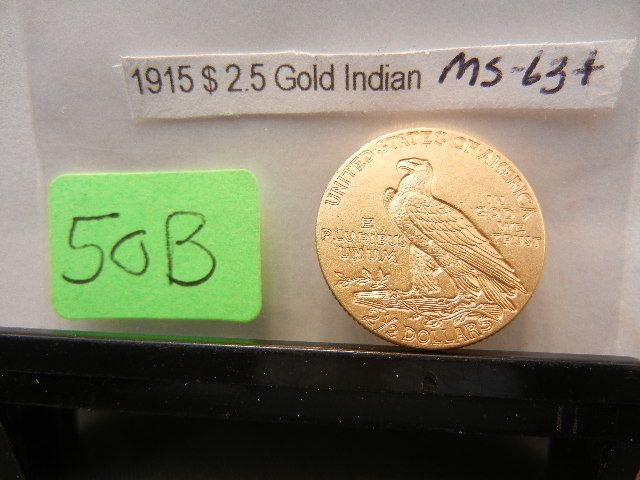 1915 $ 2.5 Gold Indian MS-63+
50B
UNITED·STATES OF·AMERICA
E
PLURIBUS
UNUM
IN
GOD
WE
TRUST
2½ DOLLARS